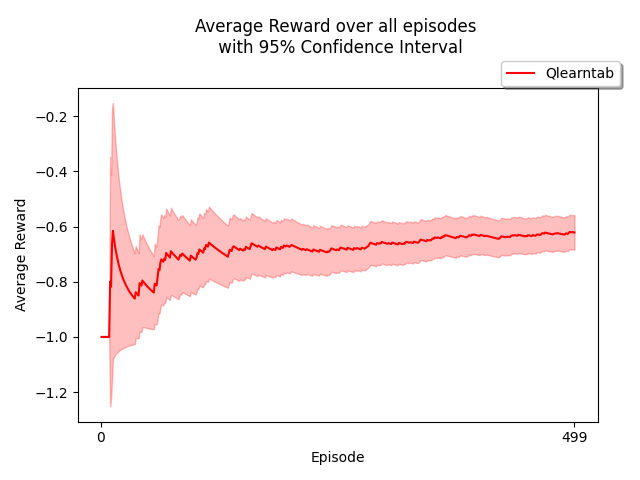 Average Reward over all episodes
with 95% Confidence Interval
Qlearntab
−0.2
−0.4
−0.6
−0.8
−1.0
−1.2
Average Reward
0
499
Episode